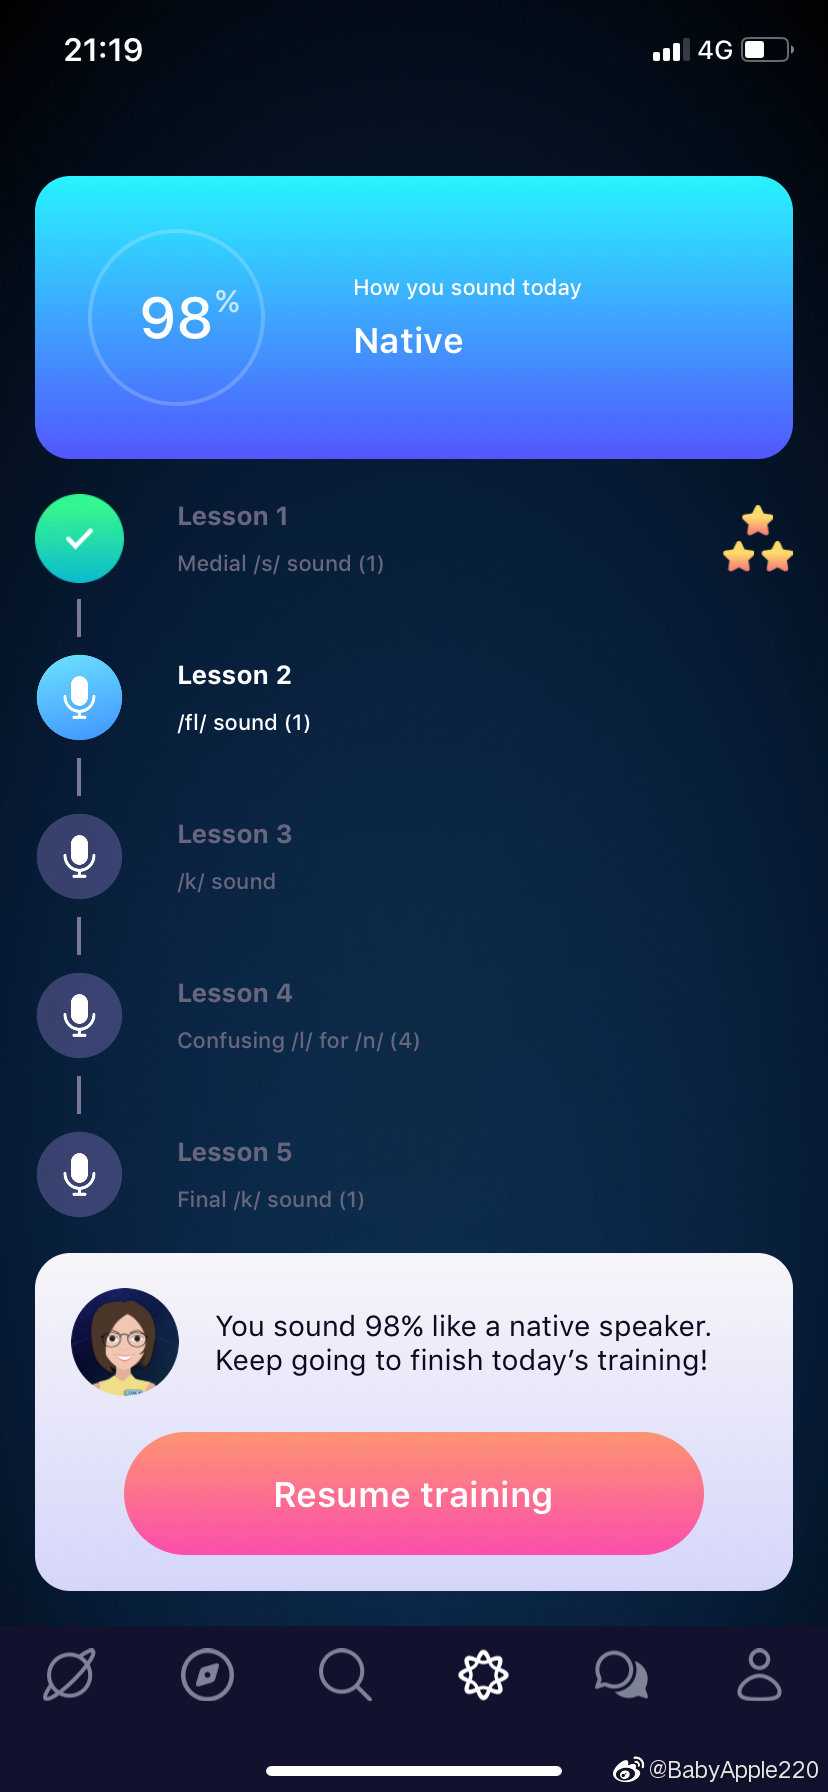 21:19
4G
98%
How you sound today
Native
Lesson 1
Medial /s/ sound (1)
Lesson 2
/fl/ sound (1)
Lesson 3
/k/ sound
Lesson 4
Confusing /l/ for /n/ (4)
Lesson 5
Final /k/ sound (1)
You sound 98% like a native speaker.
Keep going to finish today’s training!
Resume training
@BabyApple220